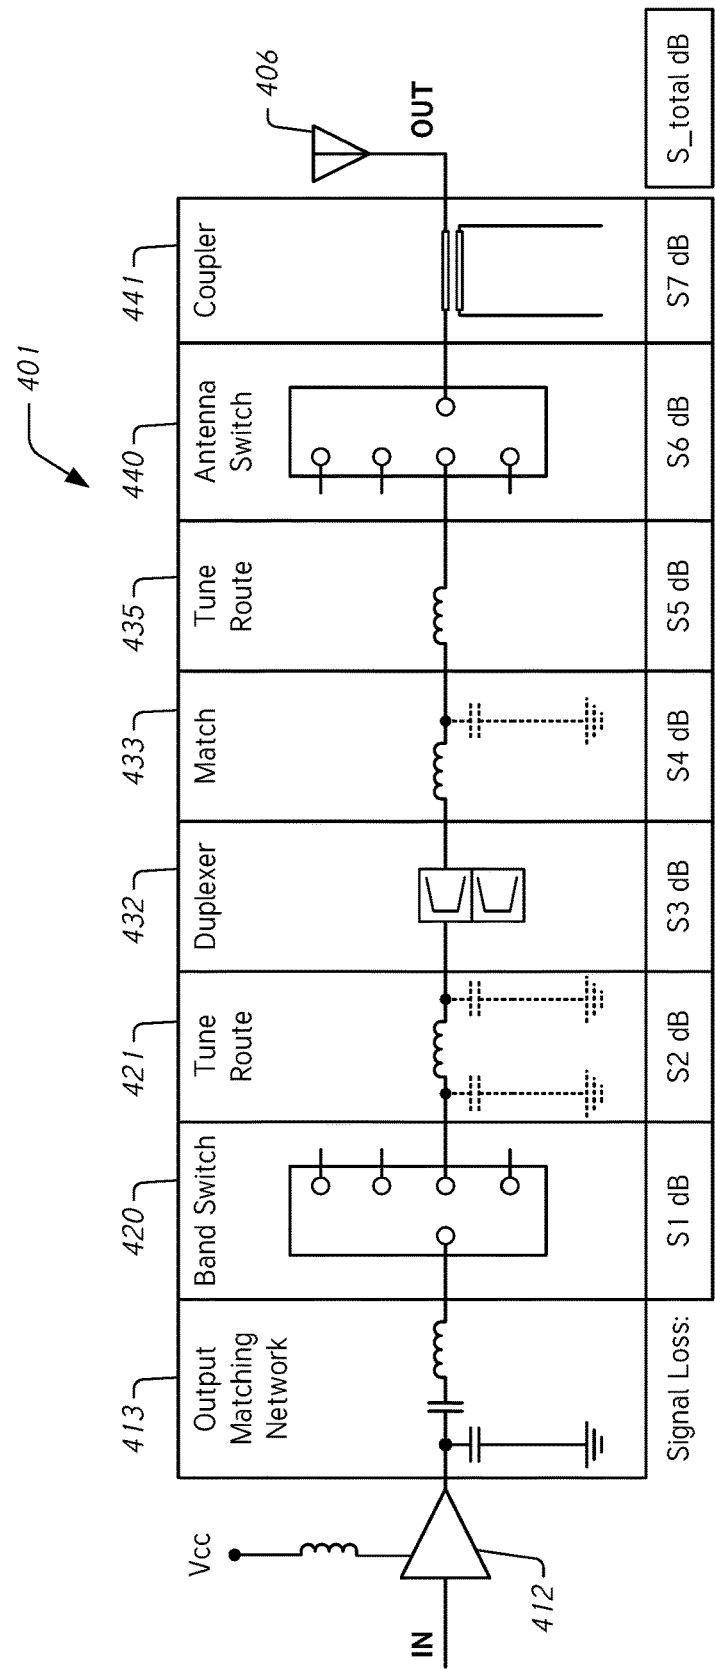 401
413
420
421
432
433
435
440
441
406
Vcc
Output
Matching
Network
Band Switch
Tune
Route
Duplexer
Match
Tune
Route
Antenna
Switch
Coupler
IN
412
OUT
Signal Loss:
S1 dB
S2 dB
S3 dB
S4 dB
S5 dB
S6 dB
S7 dB
S_total dB